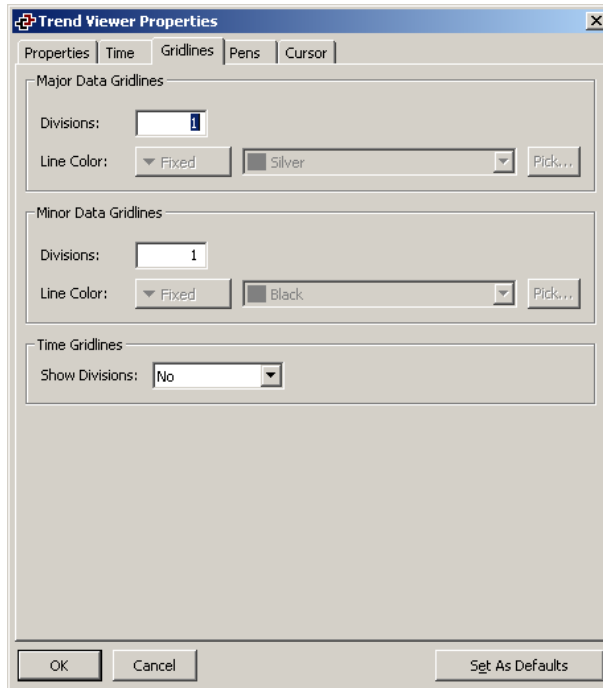 Trend Viewer Properties
Properties Time Gridlines Pens Cursor
Major Data Gridlines
Divisions: 1
Line Color: Fixed Silver Pick...
Minor Data Gridlines
Divisions: 1
Line Color: Fixed Black Pick...
Time Gridlines
Show Divisions: No
OK Cancel Set As Defaults